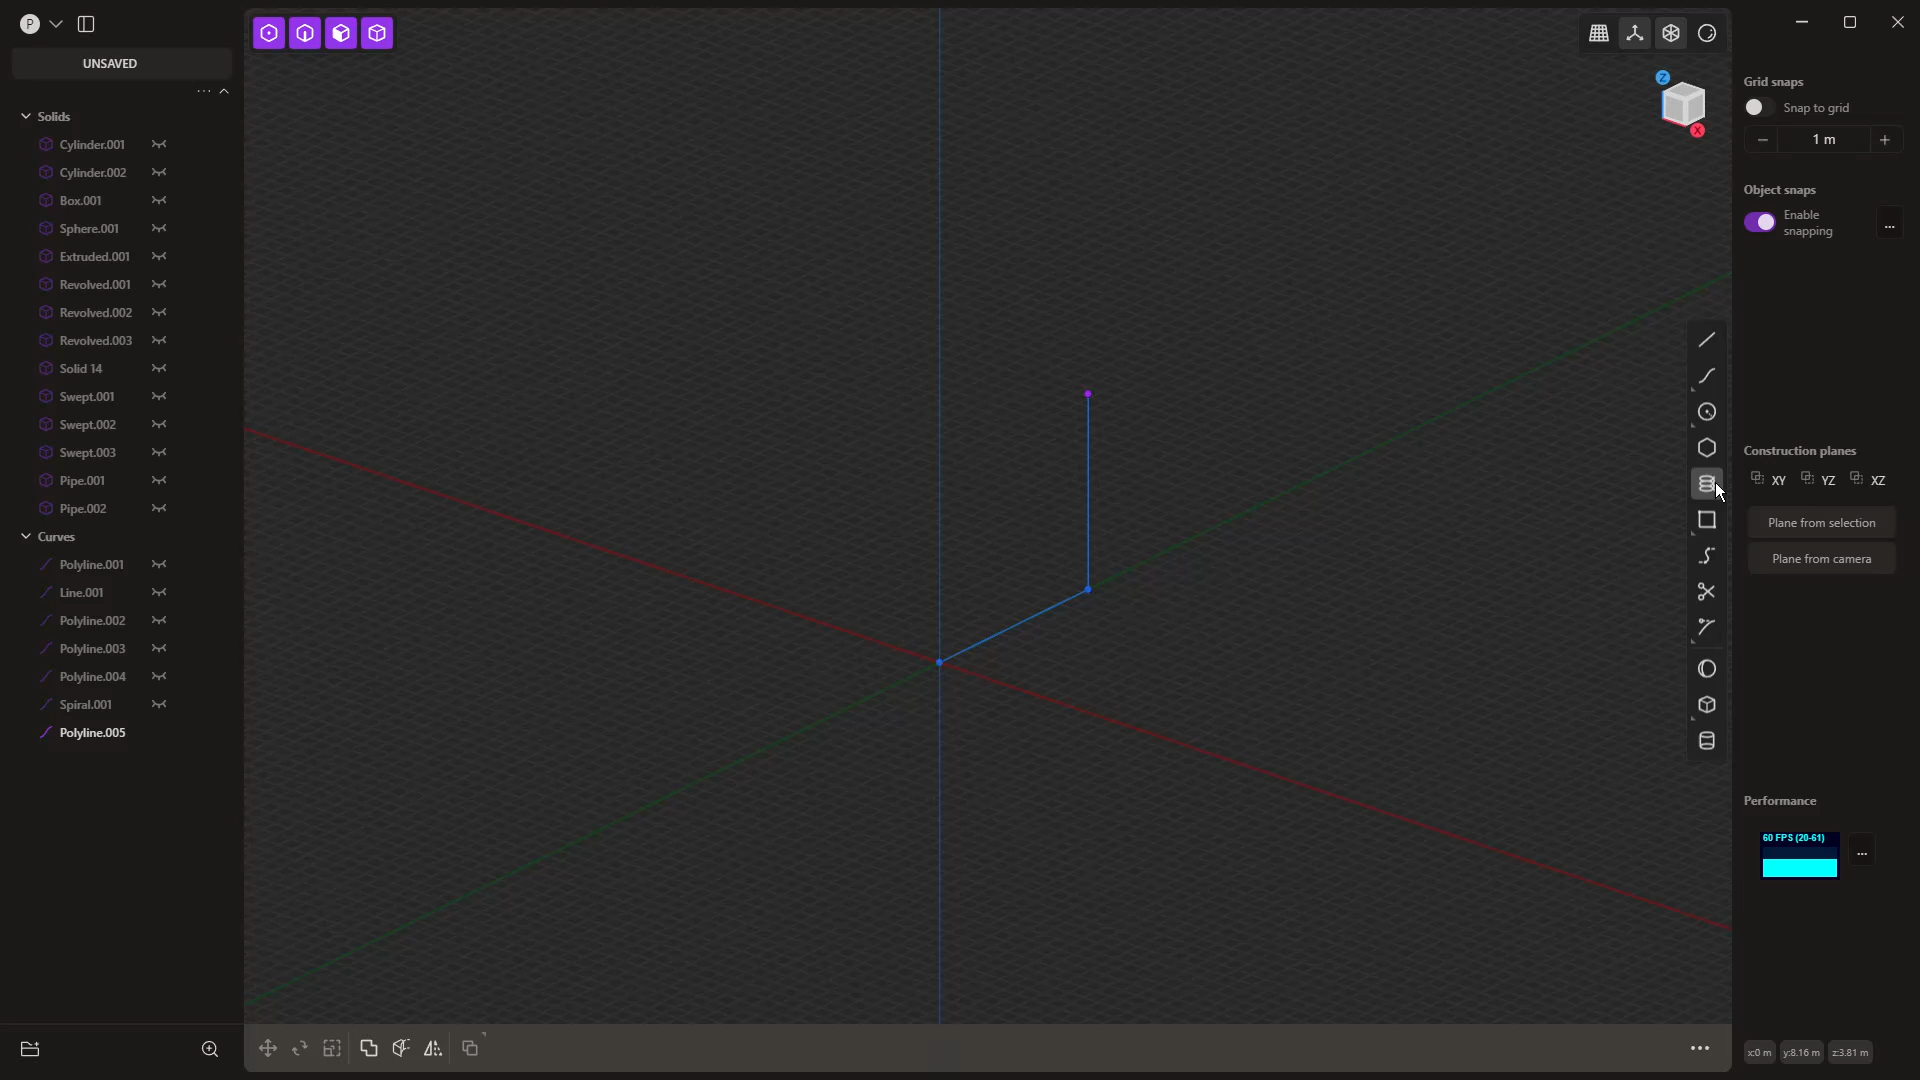 P
UNSAVED
Solids
Cylinder.001
Cylinder.002
Box.001
Sphere.001
Extruded.001
Revolved.001
Revolved.002
Revolved.003
Solid 14
Swept.001
Swept.002
Swept.003
Pipe.001
Pipe.002
Curves
Polyline.001
Line.001
Polyline.002
Polyline.003
Polyline.004
Spiral.001
Polyline.005
Z
X
Grid snaps
Snap to grid
1 m
Object snaps
Enable
snapping
...
Construction planes
XY YZ XZ
Plane from selection
Plane from camera
Performance
60 FPS (20-61)
...
x:0 m y:8.16 m z:3.81 m